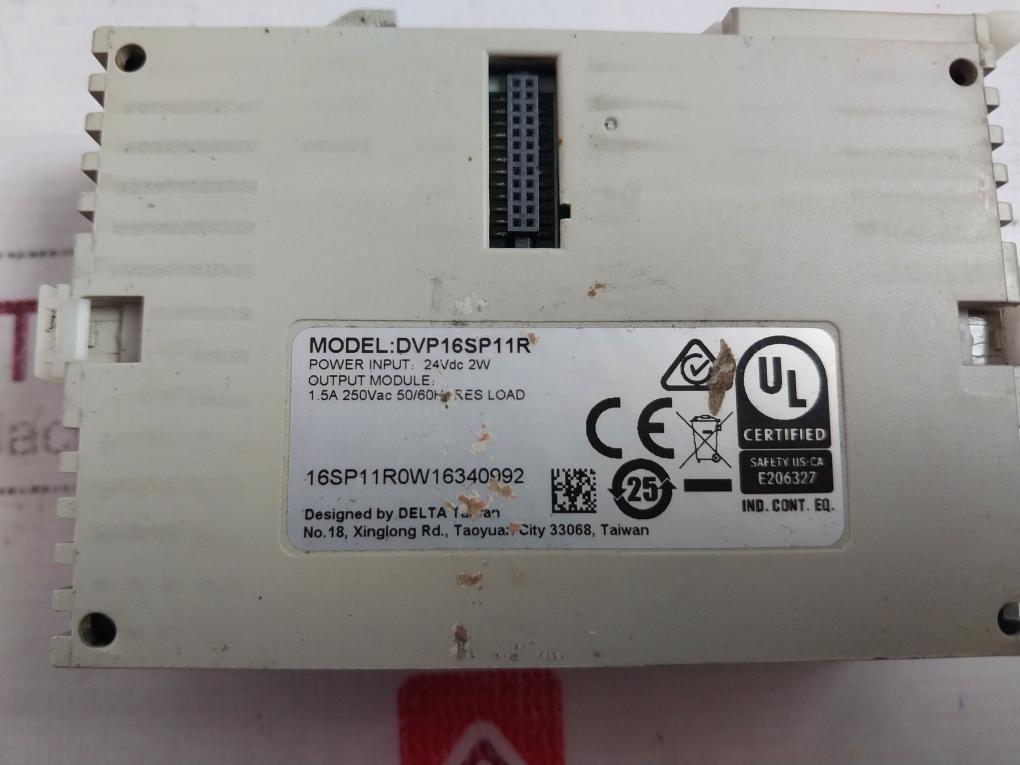 MODEL:DVP16SP11R
POWER INPUT: 24Vdc 2W
OUTPUT MODULE:
1.5A 250Vac 50/60Hz RES LOAD
16SP11R0W16340992
Designed by DELTA Taiwan
No.18, Xinglong Rd., Taoyuan City 33068, Taiwan
CE
25
UL
CERTIFIED
SAFETY US-CA
E206327
IND. CONT. EQ.